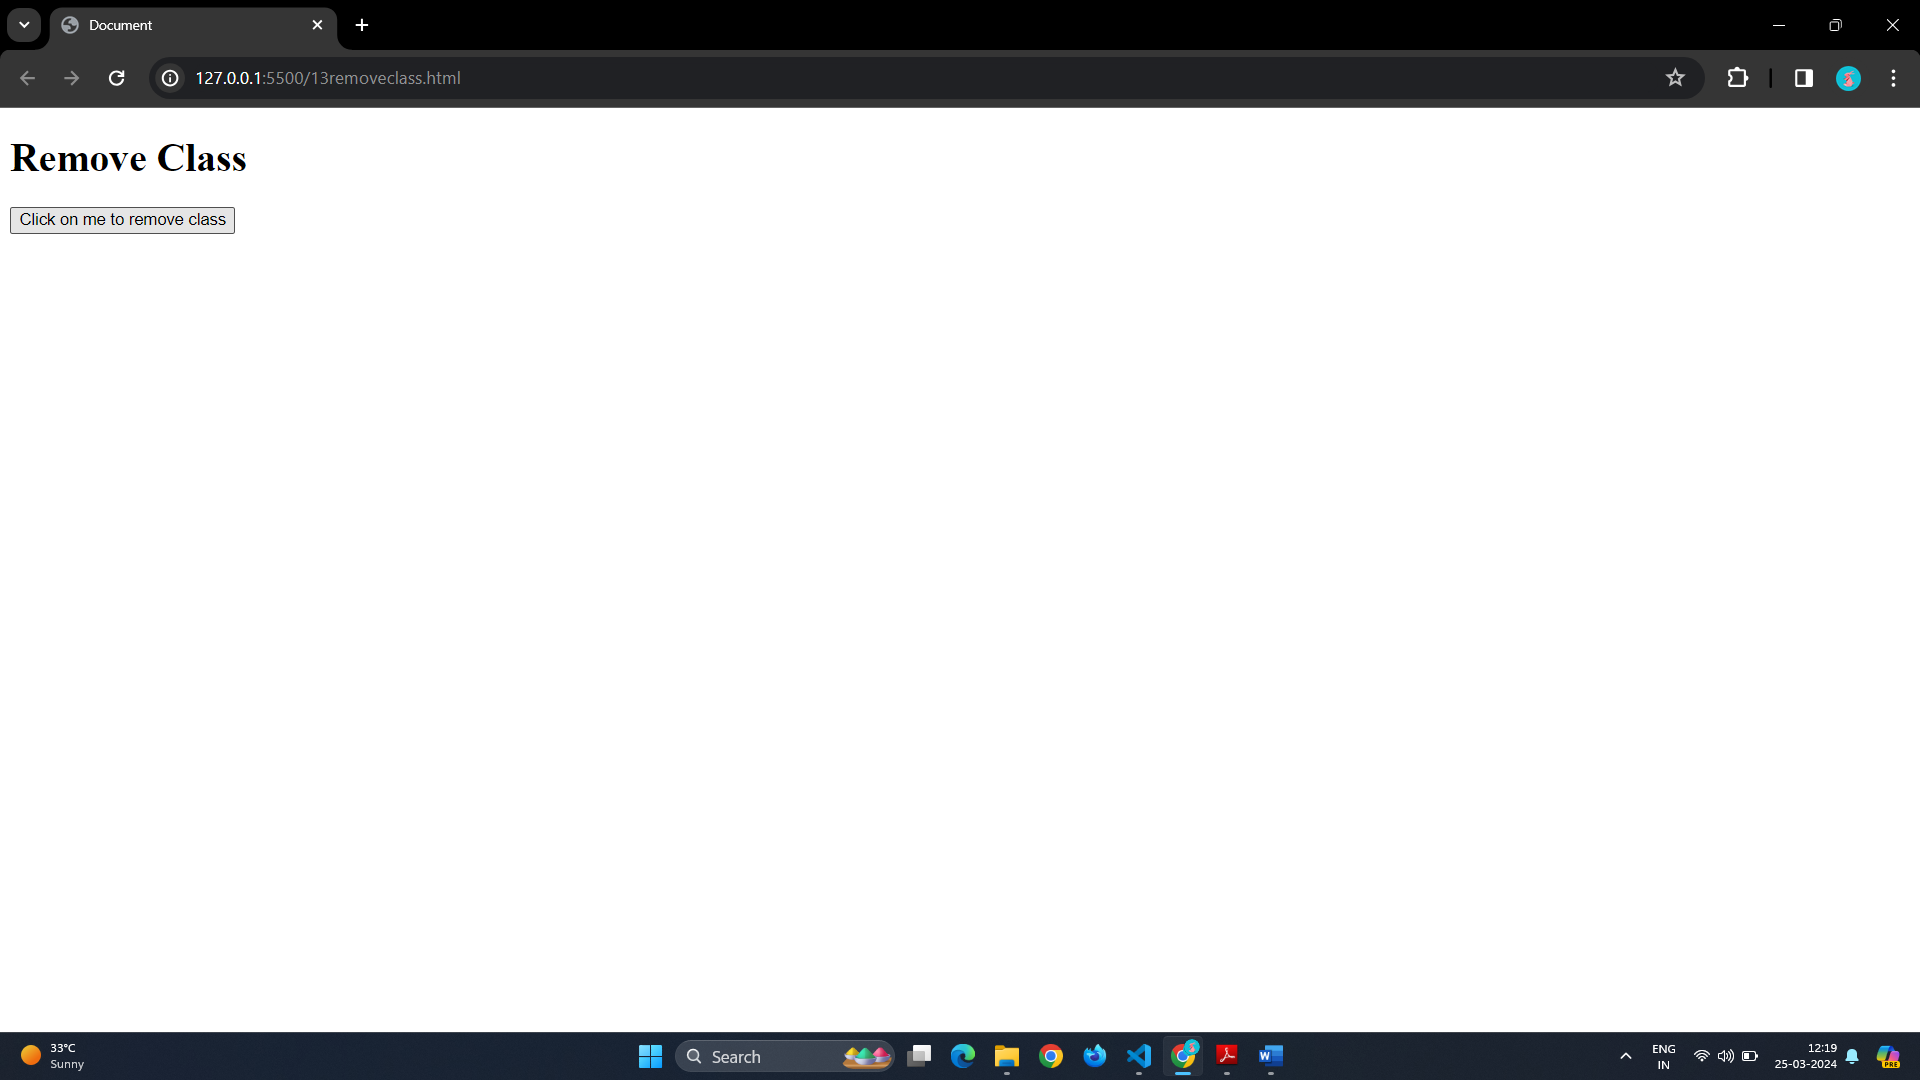 Document
127.0.0.1:5500/13removeclass.html
Remove Class
Click on me to remove class
33°C
Sunny
Search
ENG
IN
12:19
25-03-2024
PRE